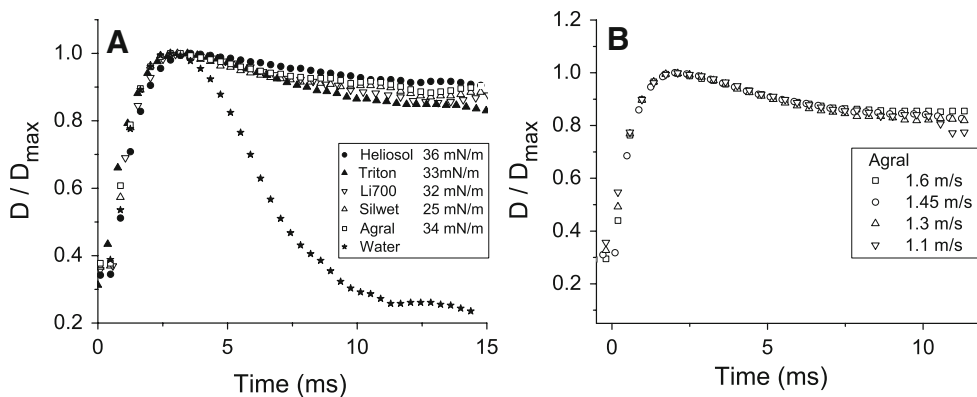 A
1.0
0.8
0.6
0.4
0.2
D / Dmax
● Heliosol 36 mN/m
▲ Triton 33mN/m
▽ Li700 32 mN/m
△ Silwet 25 mN/m
□ Agral 34 mN/m
★ Water
0 5 10 15
Time (ms)
B
1.2
1.0
0.8
0.6
0.4
0.2
D / Dmax
Agral
□ 1.6 m/s
○ 1.45 m/s
△ 1.3 m/s
▽ 1.1 m/s
0 5 10
Time (ms)